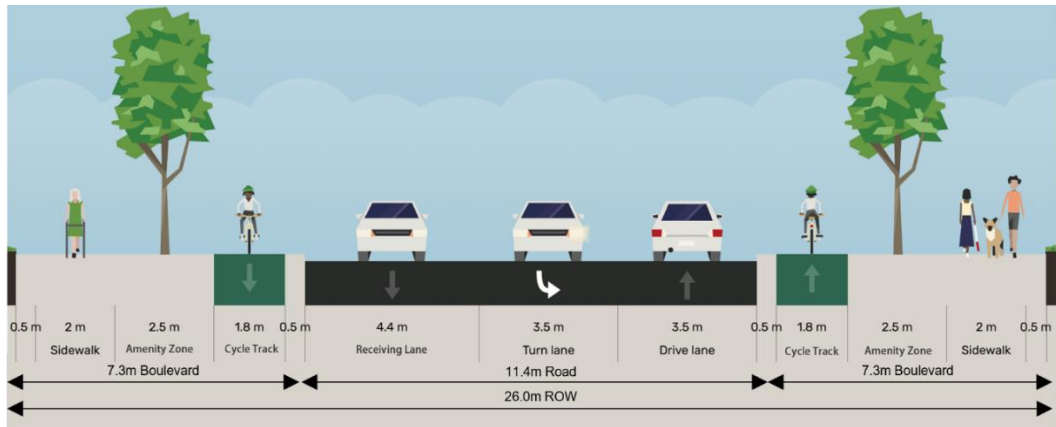 0.5 m 2 m 2.5 m 1.8 m 0.5 m 4.4 m 3.5 m 3.5 m 0.5 m 1.8 m 2.5 m 2 m 0.5 m
Sidewalk Amenity Zone Cycle Track Receiving Lane Turn lane Drive lane Cycle Track Amenity Zone Sidewalk
7.3m Boulevard 11.4m Road 7.3m Boulevard
26.0m ROW